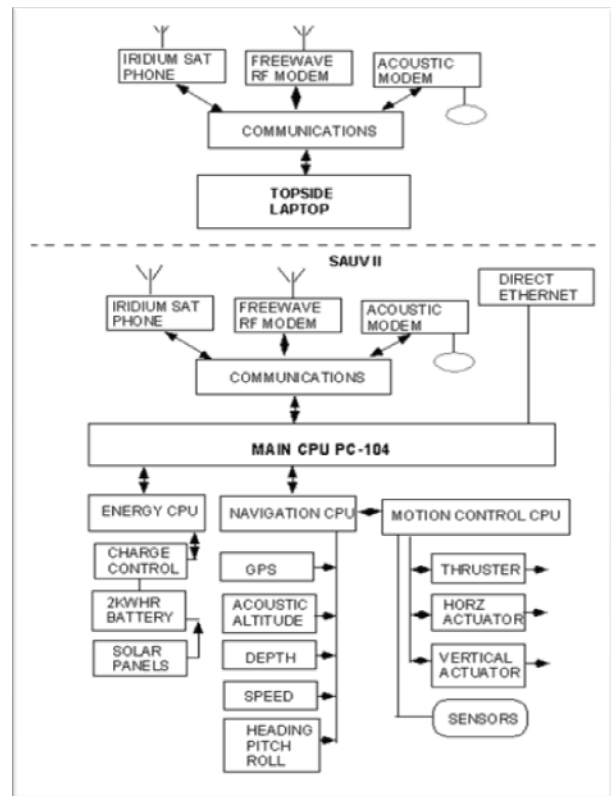 IRIDIUM SAT
PHONE
FREEWAVE
RF MODEM
ACOUSTIC
MODEM
COMMUNICATIONS
TOPSIDE
LAPTOP
SAUV II
DIRECT
ETHERNET
IRIDIUM SAT
PHONE
FREEWAVE
RF MODEM
ACOUSTIC
MODEM
COMMUNICATIONS
MAIN CPU PC-104
ENERGY CPU
NAVIGATION CPU
MOTION CONTROL CPU
CHARGE
CONTROL
2KWHR
BATTERY
SOLAR
PANELS
GPS
ACOUSTIC
ALTITUDE
DEPTH
SPEED
HEADING
PITCH
ROLL
THRUSTER
HORZ
ACTUATOR
VERTICAL
ACTUATOR
SENSORS